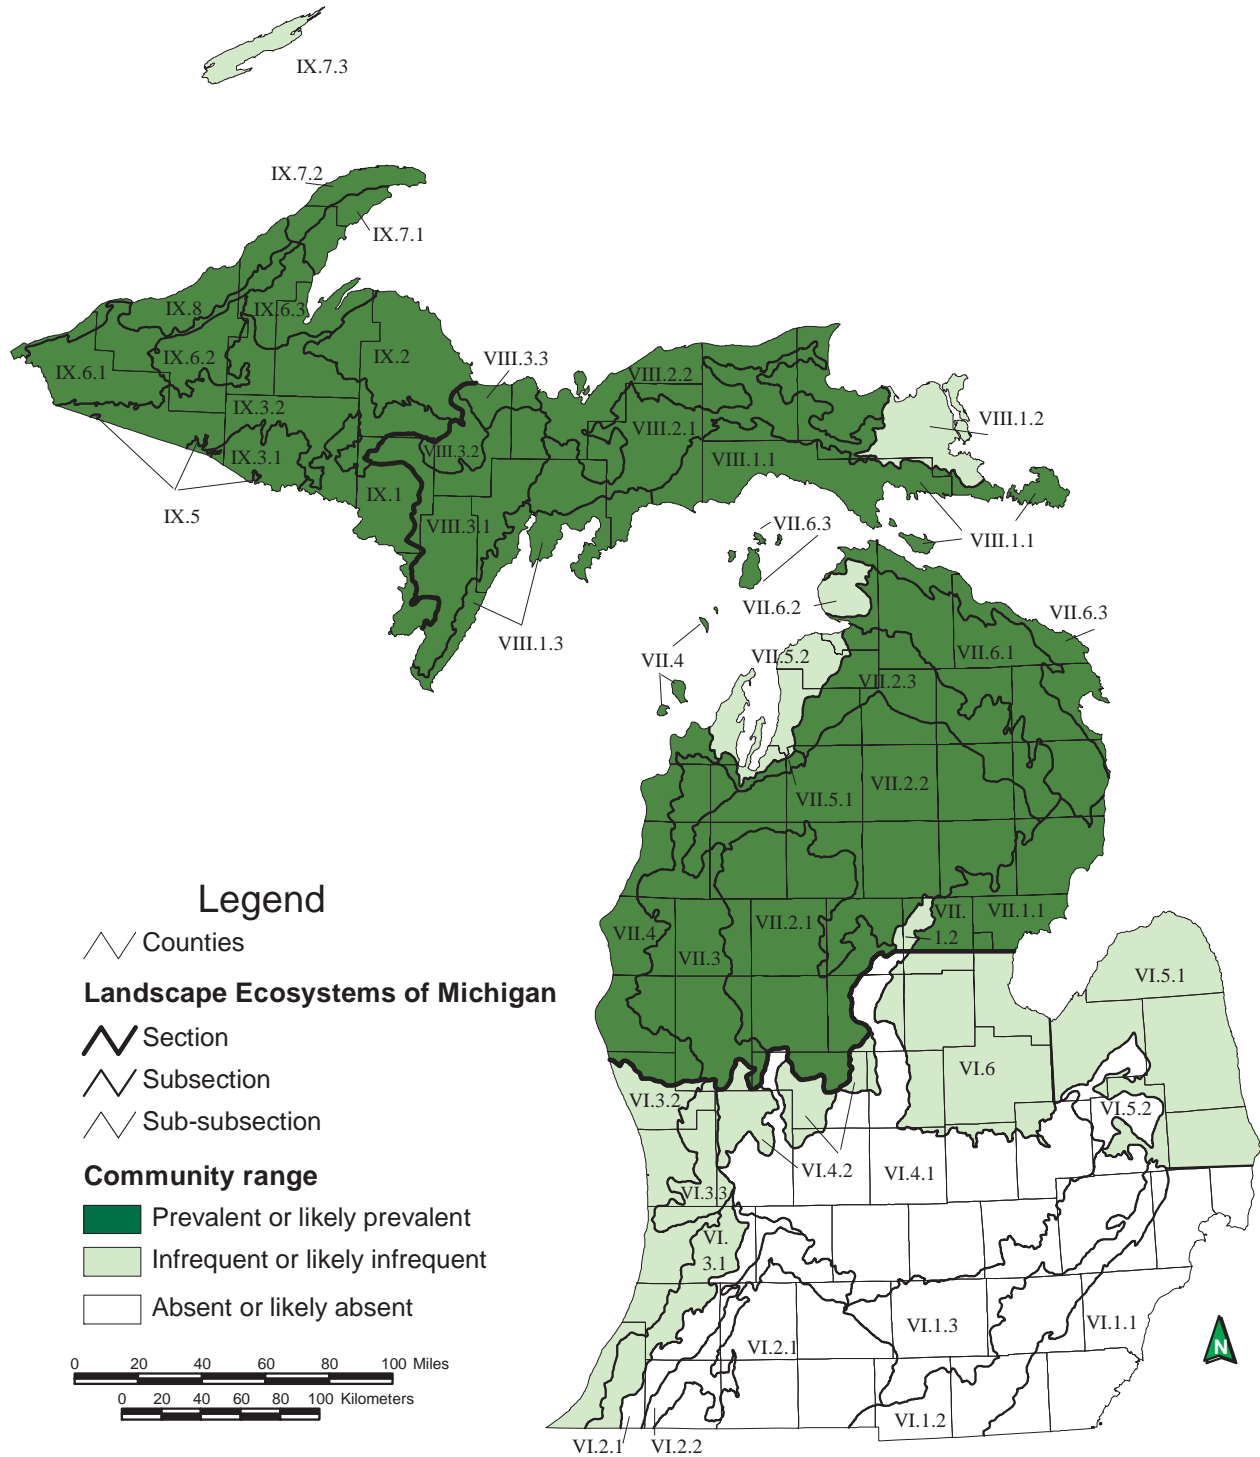 IX.7.3
IX.7.2
IX.7.1
IX.8
IX.6.3
IX.6.2
IX.2
IX.6.1
VIII.3.3
VIII.2.2
IX.3.2
VIII.2.1
VIII.1.2
IX.3.1
VIII.3.2
VIII.1.1
IX.1
IX.5
VIII.3.1
VII.6.3
VIII.1.1
VII.6.2
VII.6.3
VIII.1.3
VII.4
VII.5.2
VII.6.1
VII.2.3
VII.5.1
VII.2.2
VII.4
VII.3
VII.2.1
VII.
1.2
VII.1.1
VI.5.1
VI.6
VI.3.2
VI.5.2
VI.4.2
VI.4.1
VI.3.3
VI.
3.1
VI.2.1
VI.1.3
VI.1.1
VI.1.2
VI.2.1
VI.2.2
Legend
Counties
Landscape Ecosystems of Michigan
Section
Subsection
Sub-subsection
Community range
Prevalent or likely prevalent
Infrequent or likely infrequent
Absent or likely absent
0 20 40 60 80 100 Miles
0 20 40 60 80 100 Kilometers
N